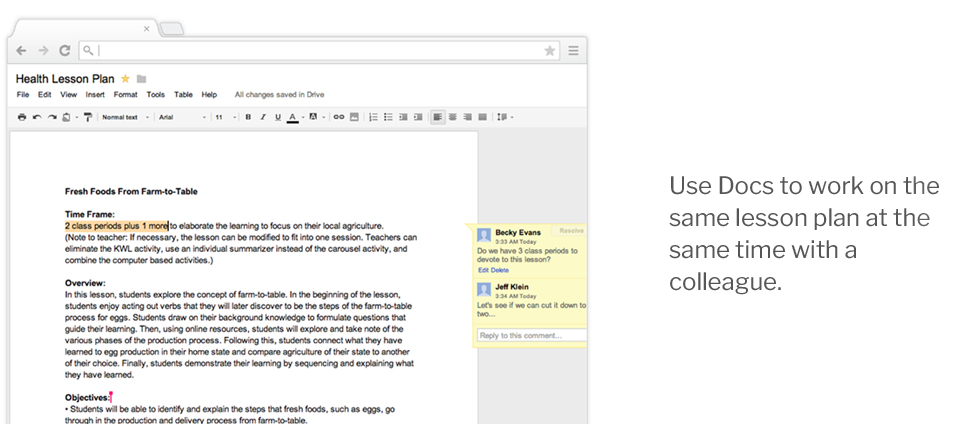 Health Lesson Plan
File Edit View Insert Format Tools Table Help All changes saved in Drive
Normal text Arial 11 B I U A A
Fresh Foods From Farm-to-Table
Time Frame:
2 class periods plus 1 more to elaborate the learning to focus on their local agriculture.
(Note to teacher: If necessary, the lesson can be modified to fit into one session. Teachers can
eliminate the KWL activity, use an individual summarizer instead of the carousel activity, and
combine the computer based activities.)
Overview:
In this lesson, students explore the concept of farm-to-table. In the beginning of the lesson,
students enjoy acting out verbs that they will later discover to be the steps of the farm-to-table
process for eggs. Students draw on their background knowledge to formulate questions that
guide their learning. Then, using online resources, students will explore and take note of the
various phases of the production process. Following this, students connect what they have
learned to egg production in their home state and compare agriculture of their state to another
of their choice. Finally, students demonstrate their learning by sequencing and explaining what
they have learned.
Objectives:
• Students will be able to identify and explain the steps that fresh foods, such as eggs, go
through in the production and delivery process from farm-to-table.
Becky Evans Resolve
3:33 AM Today
Do we have 3 class periods to
devote to this lesson?
Edit Delete
Jeff Klein
3:34 AM Today
Let's see if we can cut it down to
two...
Reply to this comment...
Use Docs to work on the
same lesson plan at the
same time with a
colleague.